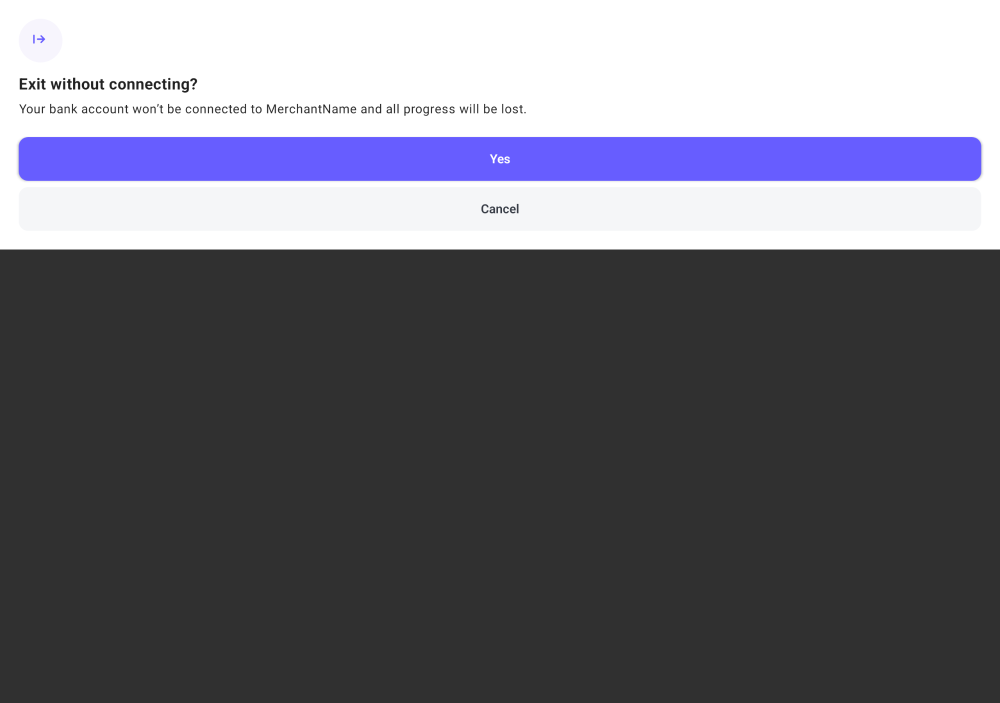 Exit without connecting?
Your bank account won’t be connected to MerchantName and all progress will be lost.
Yes
Cancel